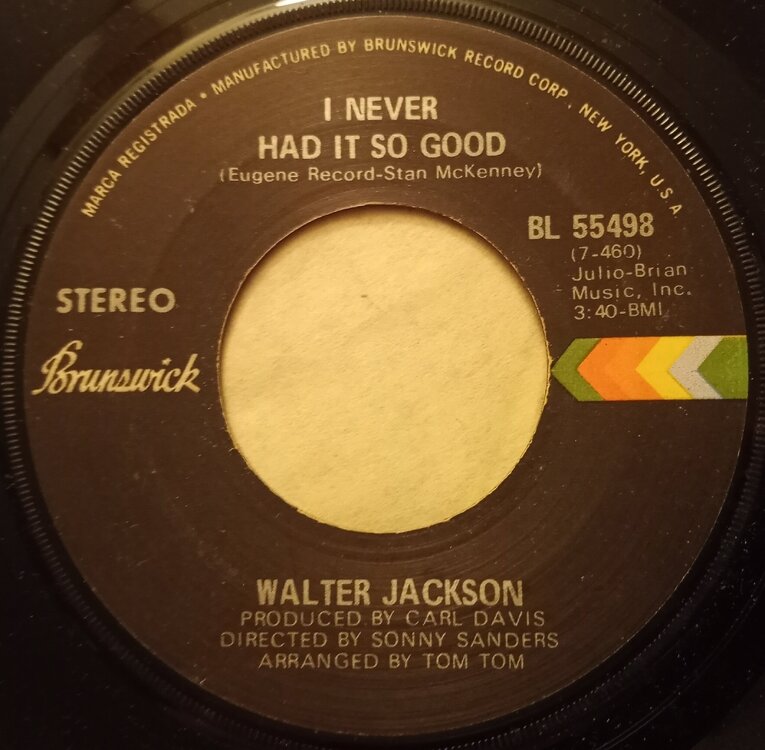 MARCA REGISTRADA • MANUFACTURED BY BRUNSWICK RECORD CORP., NEW YORK, U.S.A.
I NEVER
HAD IT SO GOOD
(Eugene Record-Stan McKenney)
BL 55498
(7-460)
Julio-Brian
Music, Inc.
3:40-BMI
STEREO
Brunswick
WALTER JACKSON
PRODUCED BY CARL DAVIS
DIRECTED BY SONNY SANDERS
ARRANGED BY TOM TOM